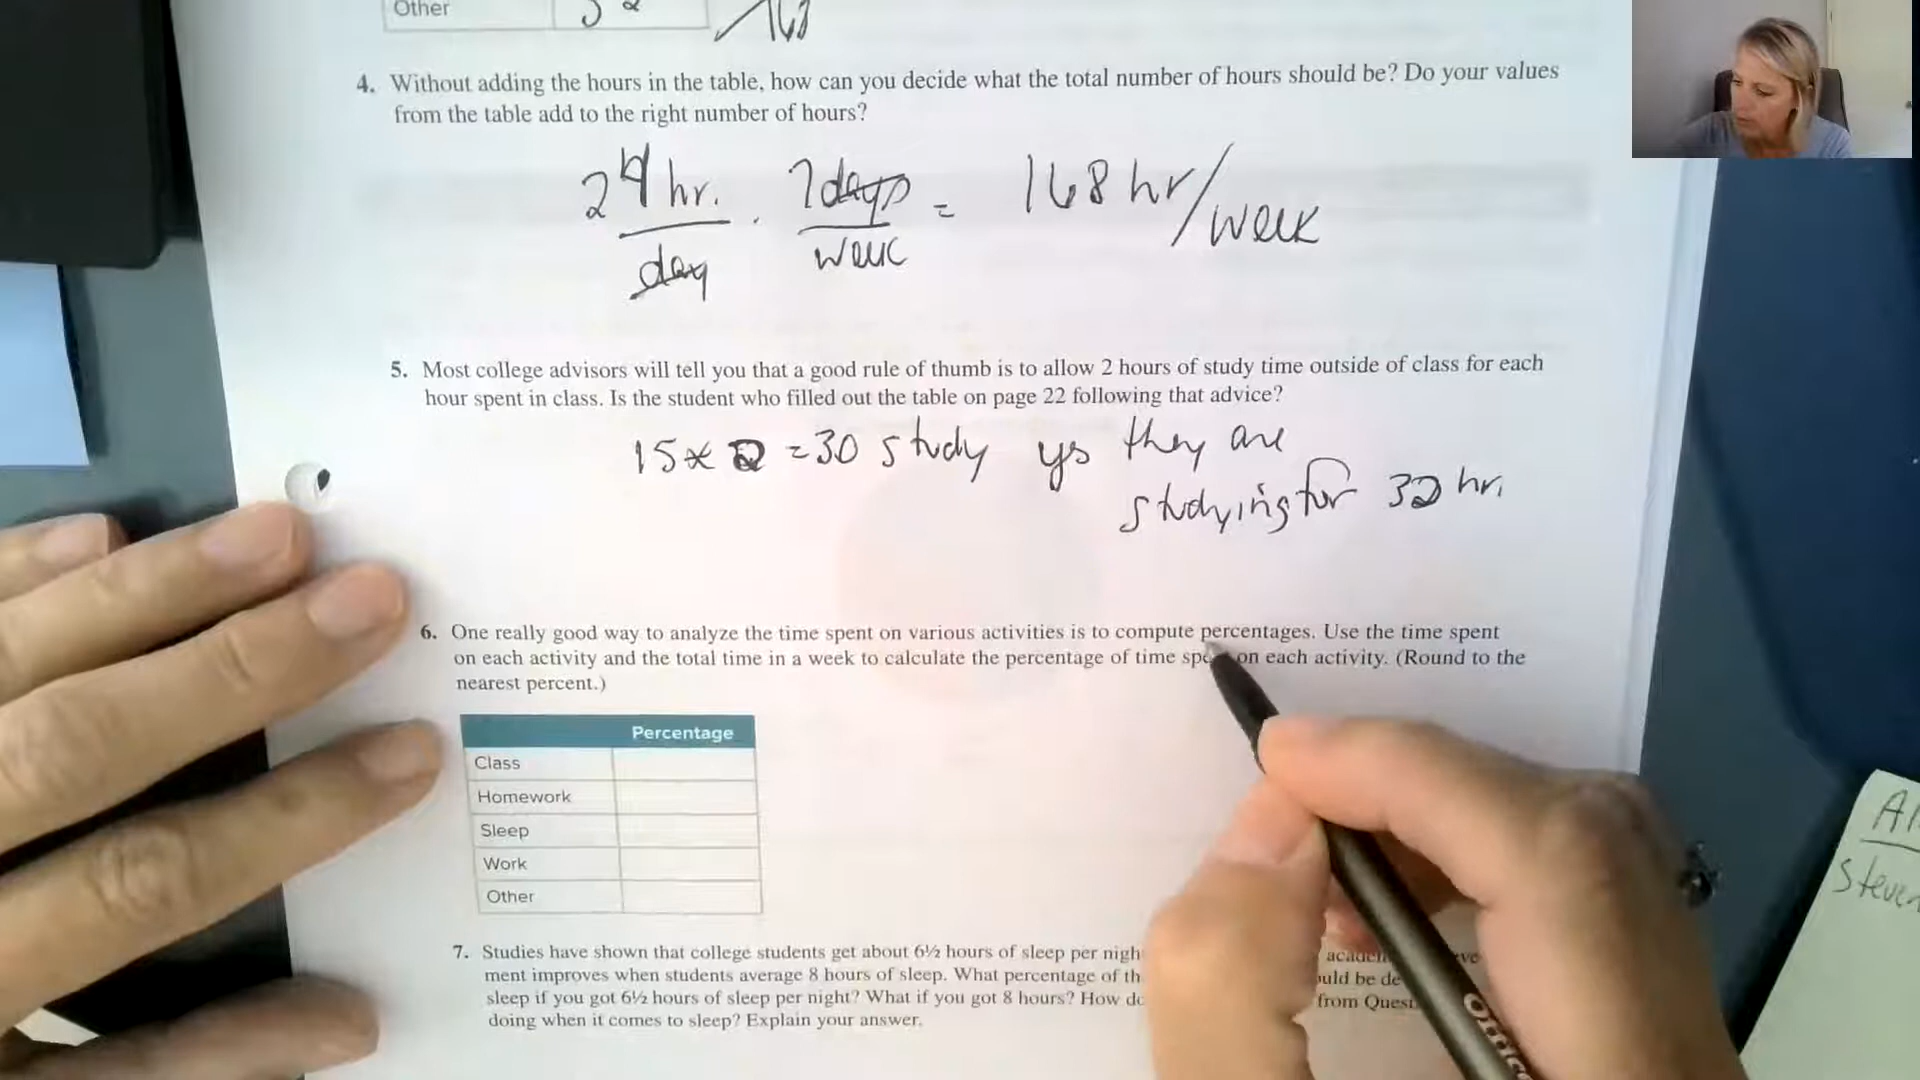 Other 52
168
4. Without adding the hours in the table, how can you decide what the total number of hours should be? Do your values
from the table add to the right number of hours?
24 hr. . 7 days = 168 hr/week
day week
5. Most college advisors will tell you that a good rule of thumb is to allow 2 hours of study time outside of class for each
hour spent in class. Is the student who filled out the table on page 22 following that advice?
15 * 2 = 30 study ys they are
studying for 32 hr.
6. One really good way to analyze the time spent on various activities is to compute percentages. Use the time spent
on each activity and the total time in a week to calculate the percentage of time on each activity. (Round to the
nearest percent.)
Percentage
Class
Homework
Sleep
Work
Other
7. Studies have shown that college students get about 6½ hours of sleep per nigh
ment improves when students average 8 hours of sleep. What percentage of th
sleep if you got 6½ hours of sleep per night? What if you got 8 hours? How do from
doing when it comes to sleep? Explain your answer.